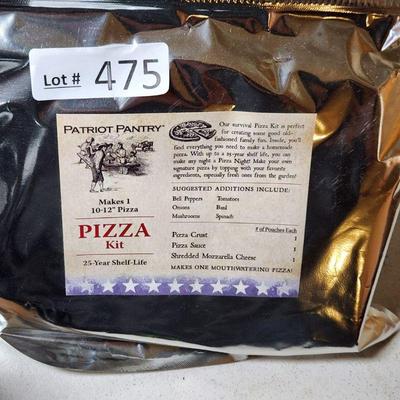 Lot # 475
PATRIOT PANTRY
Makes 1
10-12" Pizza
PIZZA
Kit
25-Year Shelf-Life
Our survival Pizza Kit is perfect
for creating some good old-
fashioned family fun. Inside, you'll
find everything you need to make a homemade
pizza. With up to a 25-year shelf life, you can
make any night a Pizza Night! Make your own
signature pizza by topping with your favorite
ingredients, especially fresh ones from the garden!
SUGGESTED ADDITIONS INCLUDE:
Bell Peppers Tomatoes
Onions Basil
Mushrooms Spinach
# of Pouches Each
Pizza Crust 1
Pizza Sauce 1
Shredded Mozzarella Cheese 1
MAKES ONE MOUTHWATERING PIZZA!